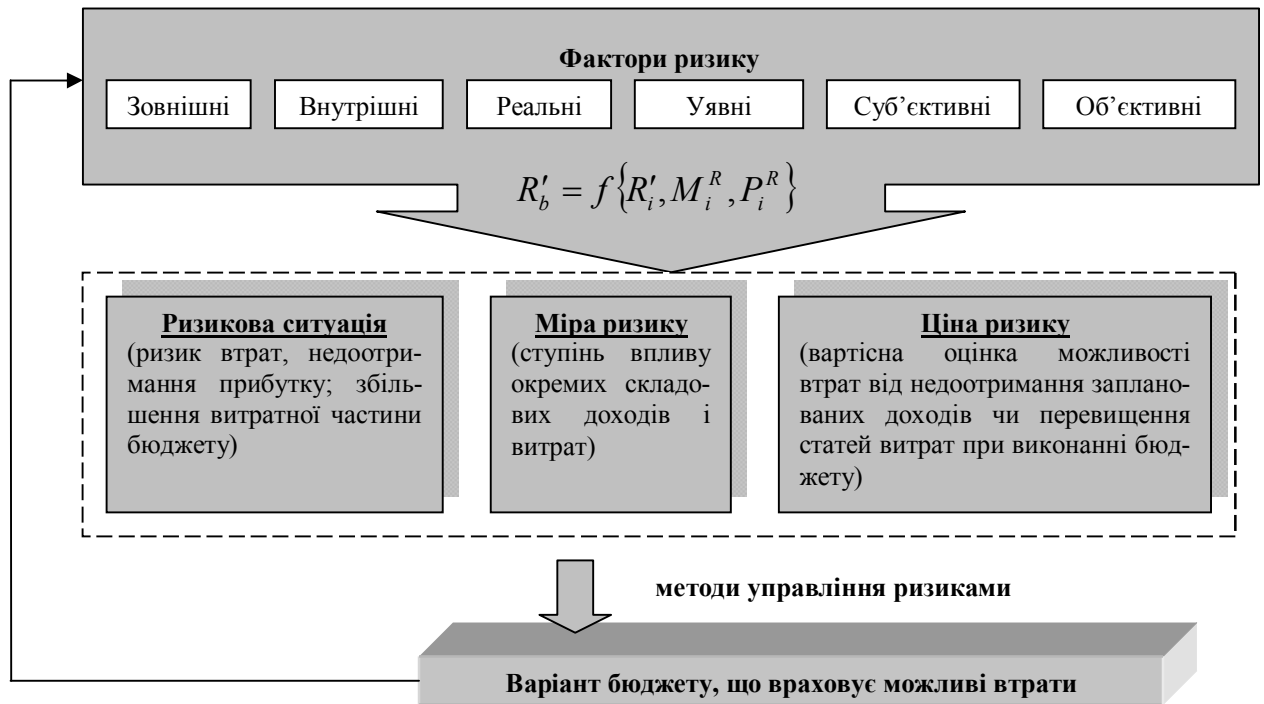 Фактори ризику
Зовнішні Внутрішні Реальні Уявні Суб’єктивні Об’єктивні
R′_b = f{R′_i, M_i^R, P_i^R}
Ризикова ситуація
(ризик втрат, недоотри-
мання прибутку; збіль-
шення витратної частини
бюджету)
Міра ризику
(ступінь впливу
окремих складо-
вих доходів і
витрат)
Ціна ризику
(вартісна оцінка можливості
втрат від недоотримання заплано-
ваних доходів чи перевищення
статей витрат при виконанні бюд-
жету)
методи управління ризиками
Варіант бюджету, що враховує можливі втрати